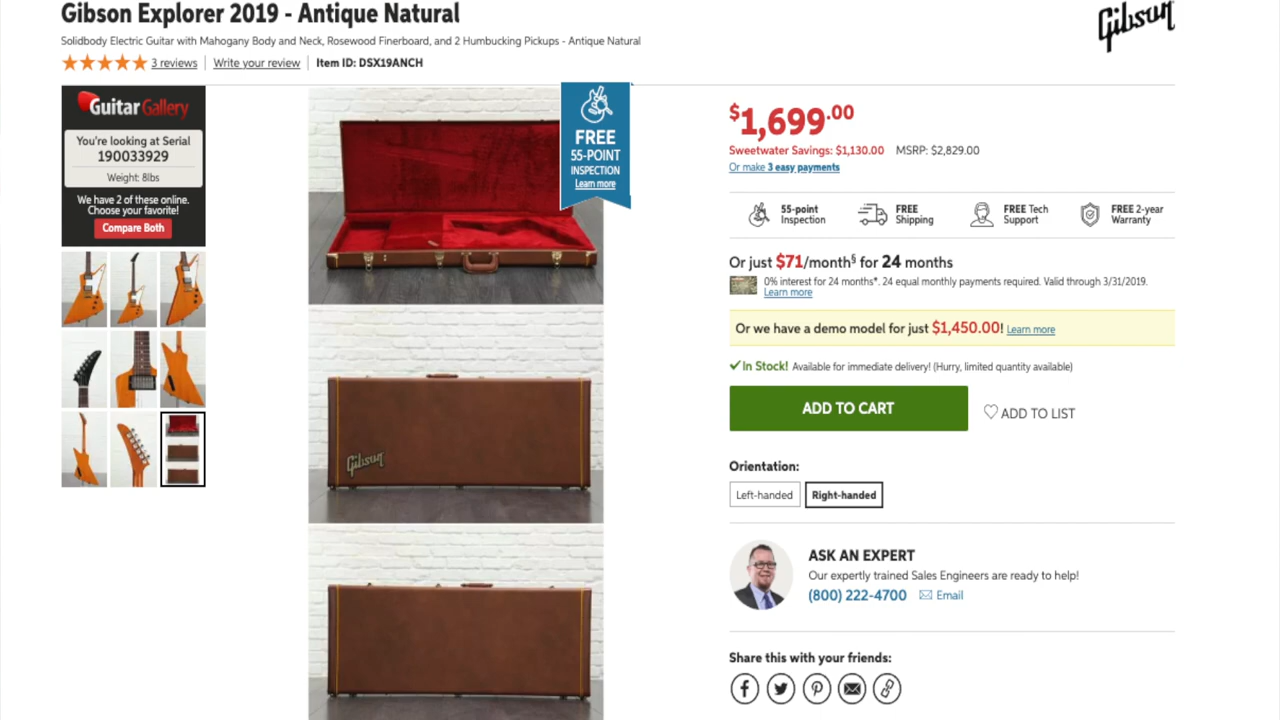 Gibson Explorer 2019 - Antique Natural
Solidbody Electric Guitar with Mahogany Body and Neck, Rosewood Finerboard, and 2 Humbucking Pickups - Antique Natural
3 reviews | Write your review | Item ID: DSX19ANCH
Gibson
GuitarGallery
You're looking at Serial
190033929
Weight: 8lbs
We have 2 of these online.
Choose your favorite!
Compare Both
FREE
55-POINT
INSPECTION
Learn more
Gibson
$1,699.00
Sweetwater Savings: $1,130.00 MSRP: $2,829.00
Or make 3 easy payments
55-point
Inspection
FREE
Shipping
FREE Tech
Support
FREE 2-year
Warranty
Or just $71/month§ for 24 months
0% interest for 24 months*. 24 equal monthly payments required. Valid through 3/31/2019.
Learn more
Or we have a demo model for just $1,450.00! Learn more
In Stock! Available for immediate delivery! (Hurry, limited quantity available)
ADD TO CART
ADD TO LIST
Orientation:
Left-handed
Right-handed
ASK AN EXPERT
Our expertly trained Sales Engineers are ready to help!
(800) 222-4700 Email
Share this with your friends: